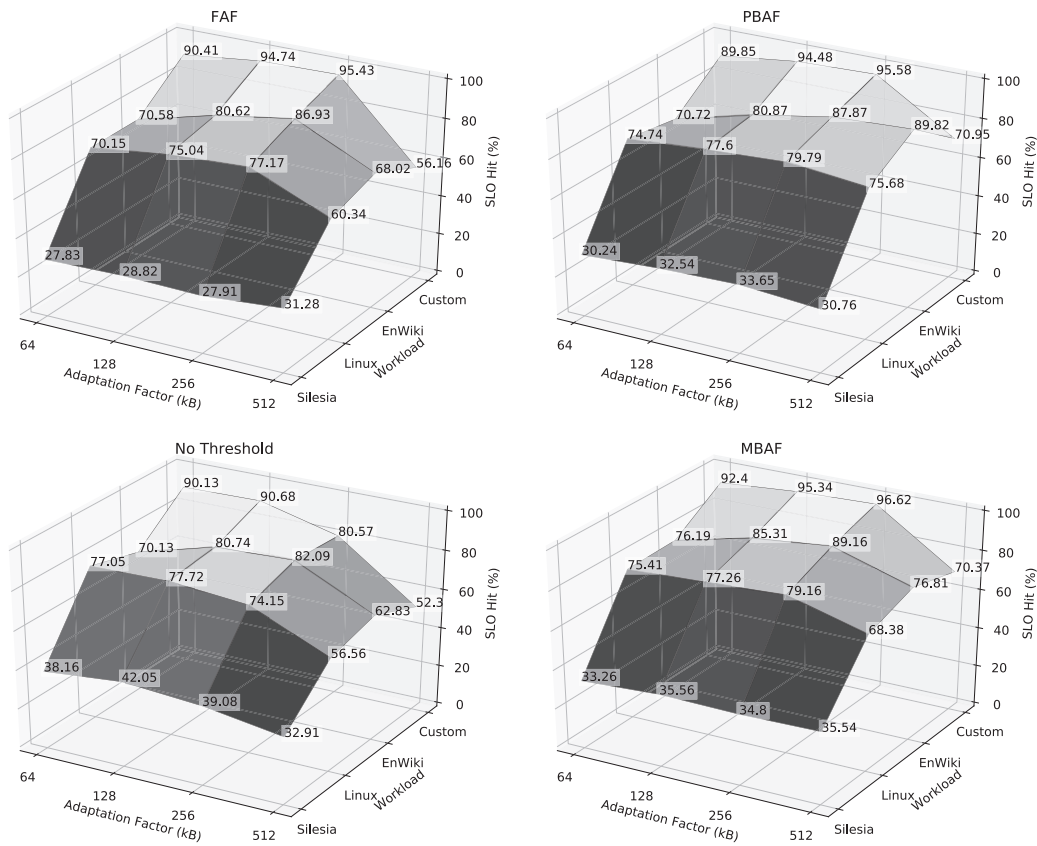 FAF
90.41 94.74 95.43
70.58 80.62 86.93
70.15 75.04 77.17 68.02 56.16
60.34
27.83 28.82 27.91 31.28
100
80
60
40
20
0
SLO Hit (%)
Custom
EnWiki
Linux
Silesia
Workload
64
128
256
512
Adaptation Factor (kB)
PBAF
89.85 94.48 95.58
70.72 80.87 87.87 89.82 70.95
74.74 77.6 79.79 75.68
30.24 32.54 33.65 30.76
100
80
60
40
20
0
SLO Hit (%)
Custom
EnWiki
Linux
Silesia
Workload
64
128
256
512
Adaptation Factor (kB)
No Threshold
90.13 90.68 80.57
70.13 80.74 82.09
77.05 77.72 74.15 62.83 52.3
56.56
38.16 42.05 39.08 32.91
100
80
60
40
20
0
SLO Hit (%)
Custom
EnWiki
Linux
Silesia
Workload
64
128
256
512
Adaptation Factor (kB)
MBAF
92.4 95.34 96.62
76.19 85.31 89.16 76.81 70.37
75.41 77.26 79.16 68.38
33.26 35.56 34.8 35.54
100
80
60
40
20
0
SLO Hit (%)
Custom
EnWiki
Linux
Silesia
Workload
64
128
256
512
Adaptation Factor (kB)